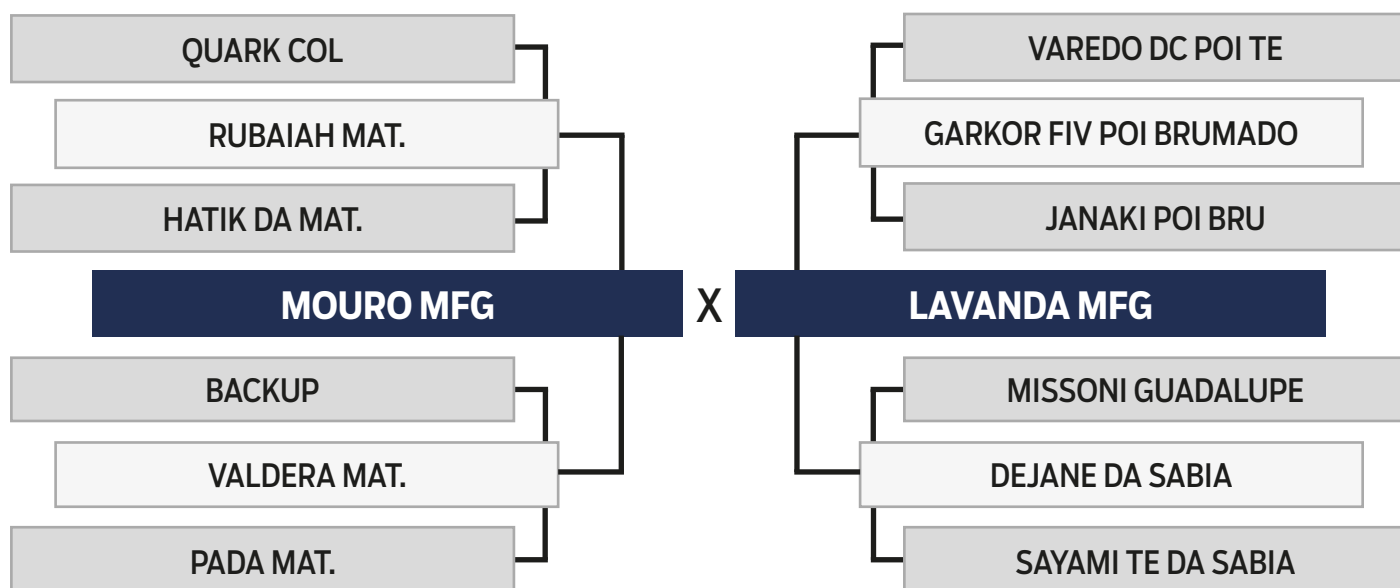 QUARK COL
RUBAIAH MAT.
HATIK DA MAT.
VAREDO DC POI TE
GARKOR FIV POI BRUMADO
JANAKI POI BRU
MOURO MFG X LAVANDA MFG
BACKUP
VALDERA MAT.
PADA MAT.
MISSONI GUADALUPE
DEJANE DA SABIA
SAYAMI TE DA SABIA